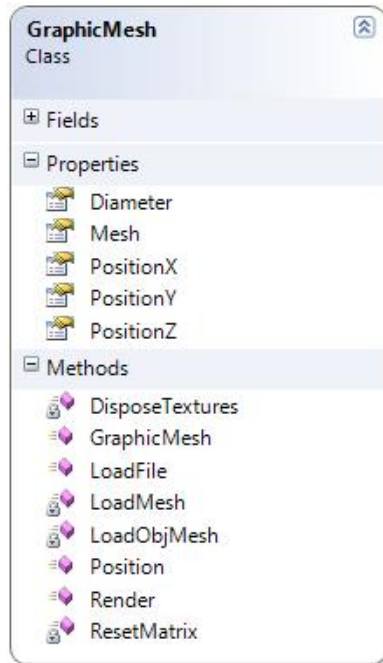 GraphicMesh
Class
Fields
Properties
Diameter
Mesh
PositionX
PositionY
PositionZ
Methods
DisposeTextures
GraphicMesh
LoadFile
LoadMesh
LoadObjMesh
Position
Render
ResetMatrix